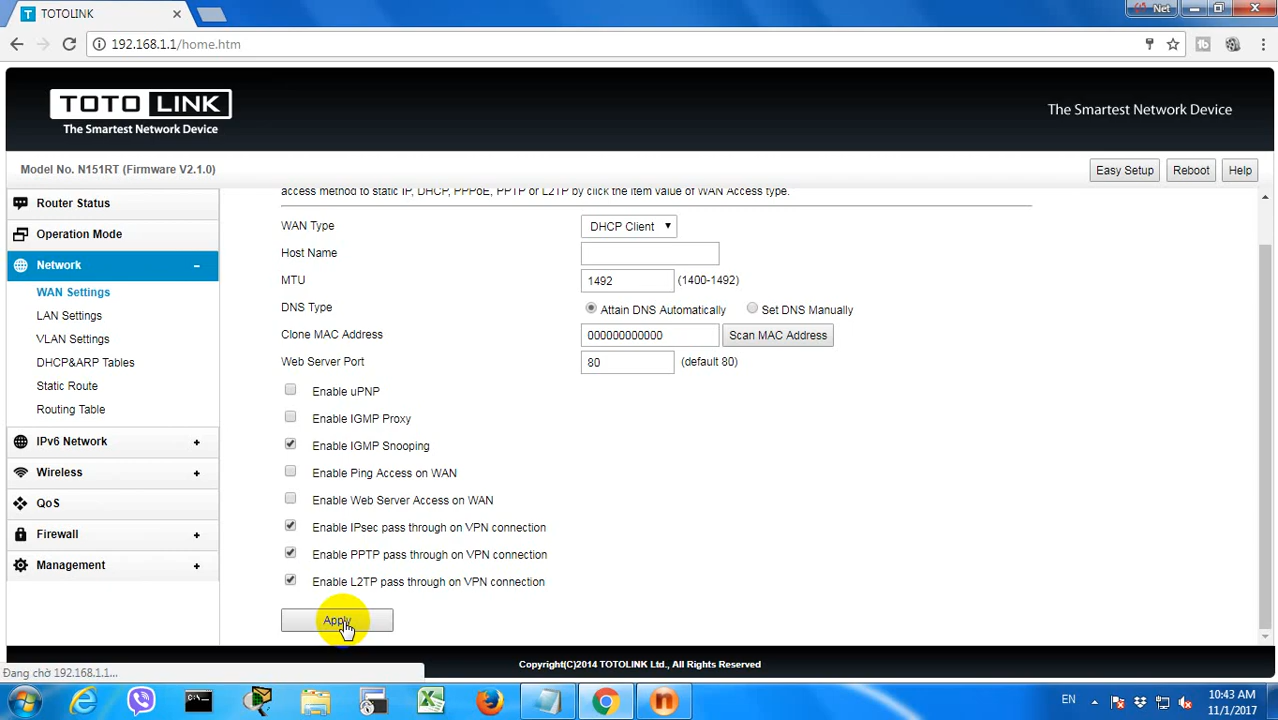 TOTOLINK
Net
192.168.1.1/home.htm
TOTO LINK
The Smartest Network Device
The Smartest Network Device
Model No. N151RT (Firmware V2.1.0)
Easy Setup
Reboot
Help
Router Status
Operation Mode
Network
WAN Settings
LAN Settings
VLAN Settings
DHCP&ARP Tables
Static Route
Routing Table
IPv6 Network
Wireless
QoS
Firewall
Management
access method to static IP, DHCP, PPPoE, PPTP or L2TP by click the item value of WAN Access type.
WAN Type DHCP Client
Host Name
MTU 1492 (1400-1492)
DNS Type Attain DNS Automatically Set DNS Manually
Clone MAC Address 000000000000 Scan MAC Address
Web Server Port 80 (default 80)
Enable uPNP
Enable IGMP Proxy
Enable IGMP Snooping
Enable Ping Access on WAN
Enable Web Server Access on WAN
Enable IPsec pass through on VPN connection
Enable PPTP pass through on VPN connection
Enable L2TP pass through on VPN connection
Apply
Copyright(C)2014 TOTOLINK Ltd., All Rights Reserved
Đang chờ 192.168.1.1...
EN
10:43 AM
11/1/2017